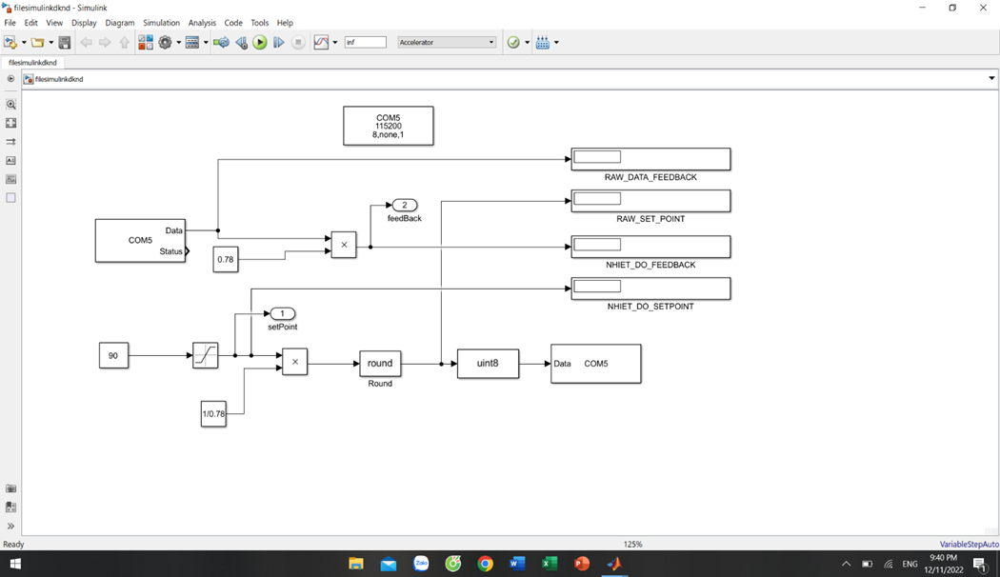 filesimulinkdknd - Simulink
File Edit View Display Diagram Simulation Analysis Code Tools Help
inf
Accelerator
filesimulinkdknd
filesimulinkdknd
COM5
115200
8,none,1
RAW_DATA_FEEDBACK
2
feedBack
RAW_SET_POINT
COM5
Data
Status
0.78
×
NHIET_DO_FEEDBACK
NHIET_DO_SETPOINT
1
setPoint
90
×
round
Round
uint8
Data COM5
1/0.78
Ready
125%
VariableStepAuto
Zalo
ENG
9:40 PM
12/11/2022
1